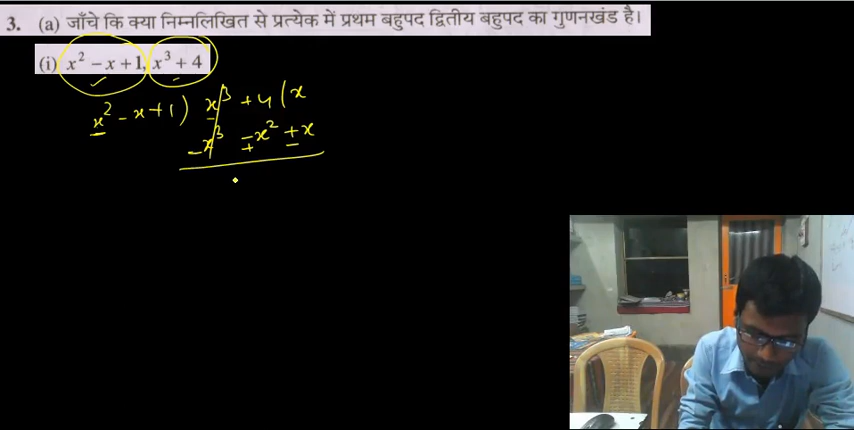 3. (a) जाँचे कि क्या निम्नलिखित से प्रत्येक में प्रथम बहुपद द्वितीय बहुपद का गुणनखंड है।
(i) x² − x + 1, x³ + 4
x² − x + 1) x³ + 4 (x
− x³ ∓ x² ± x